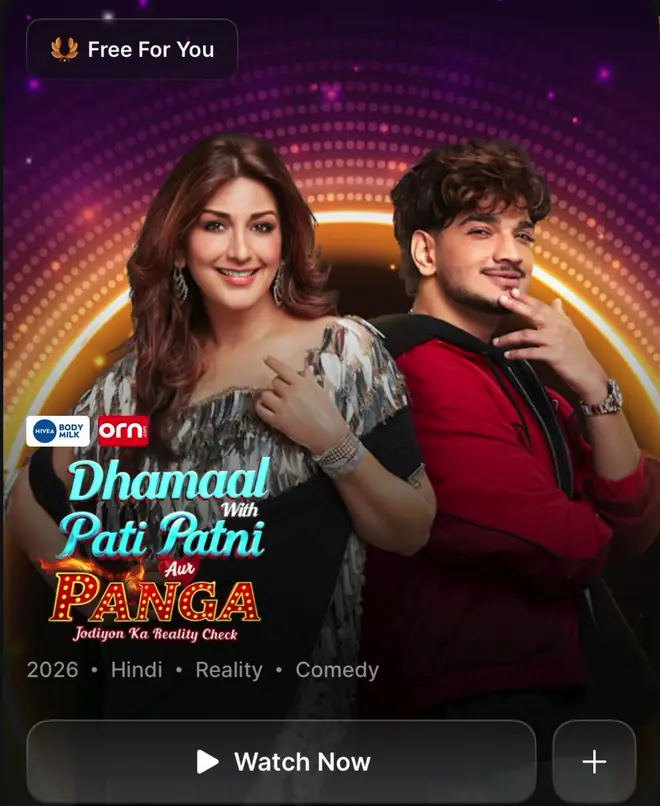 Free For You
NIVEA BODY MILK orn.com
Dhamaal
With
Pati Patni
Aur
PANGA
Jodiyon Ka Reality Check
2026 • Hindi • Reality • Comedy
Watch Now